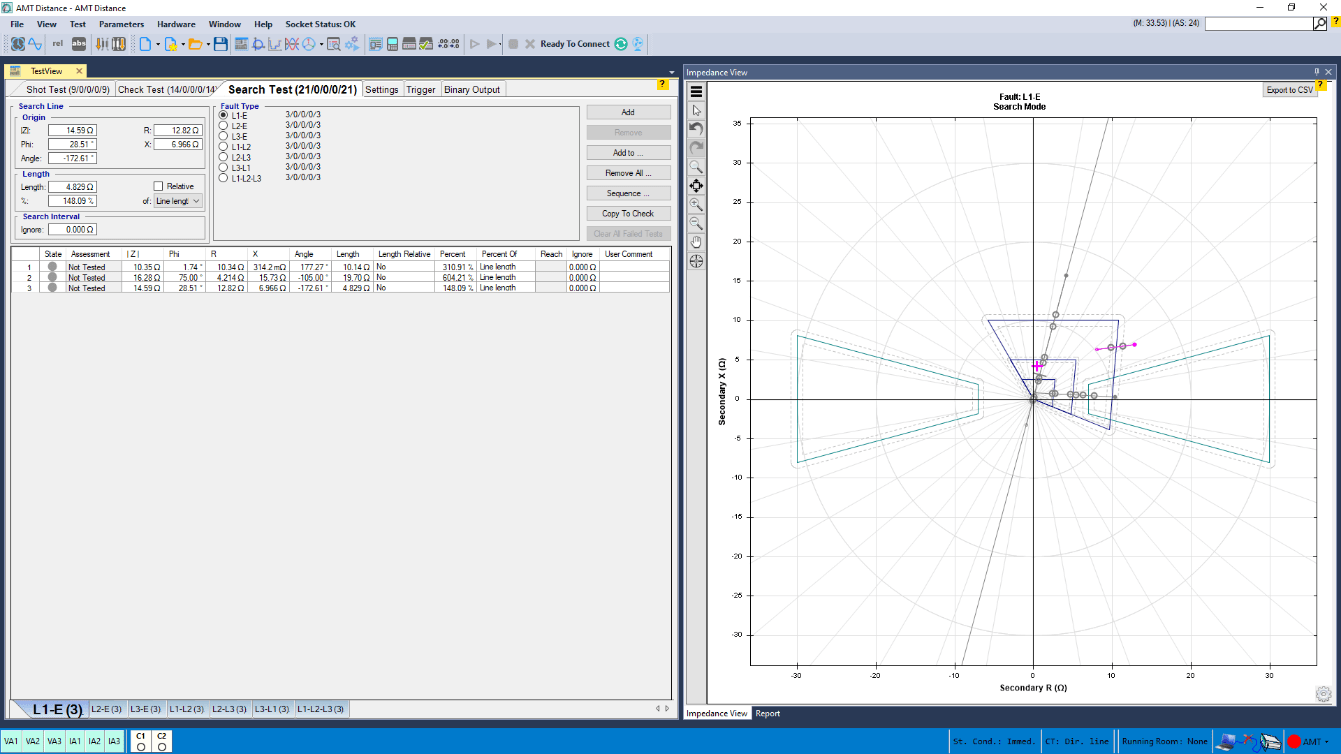 AMT Distance - AMT Distance
File View Test Parameters Hardware Window Help Socket Status: OK
(M: 33.53) | (AS: 24)
rel abs Ready To Connect
TestView
Shot Test (9/0/0/0/9) Check Test (14/0/0/0/14) Search Test (21/0/0/0/21) Settings Trigger Binary Output
Search Line
Origin
|Z|: 14.59 Ω R: 12.82 Ω
Phi: 28.51 ° X: 6.966 Ω
Angle: -172.61 °
Length
Length: 4.829 Ω Relative
%: 148.09 % of: Line lengt
Search Interval
Ignore: 0.000 Ω
Fault Type
L1-E 3/0/0/0/3
L2-E 3/0/0/0/3
L3-E 3/0/0/0/3
L1-L2 3/0/0/0/3
L2-L3 3/0/0/0/3
L3-L1 3/0/0/0/3
L1-L2-L3 3/0/0/0/3
Add
Remove
Add to ...
Remove All ...
Sequence ...
Copy To Check
Clear All Failed Tests
State Assessment |Z| Phi R X Angle Length Length Relative Percent Percent Of Reach Ignore User Comment
1 Not Tested 10.35 Ω 1.74 ° 10.34 Ω 314.2 mΩ 177.27 ° 10.14 Ω No 310.91 % Line length 0.000 Ω
2 Not Tested 16.28 Ω 75.00 ° 4.214 Ω 15.73 Ω -105.00 ° 19.70 Ω No 604.21 % Line length 0.000 Ω
3 Not Tested 14.59 Ω 28.51 ° 12.82 Ω 6.966 Ω -172.61 ° 4.829 Ω No 148.09 % Line length 0.000 Ω
L1-E (3) L2-E (3) L3-E (3) L1-L2 (3) L2-L3 (3) L3-L1 (3) L1-L2-L3 (3)
Impedance View
Export to CSV
Fault: L1-E
Search Mode
35
30
25
20
15
10
5
0
-5
-10
-15
-20
-25
-30
Secondary X (Ω)
-30 -20 -10 0 10 20 30
Secondary R (Ω)
Impedance View Report
VA1 VA2 VA3 IA1 IA2 IA3 C1 C2
St. Cond.: Immed. CT: Dir. line Running Room: None AMT